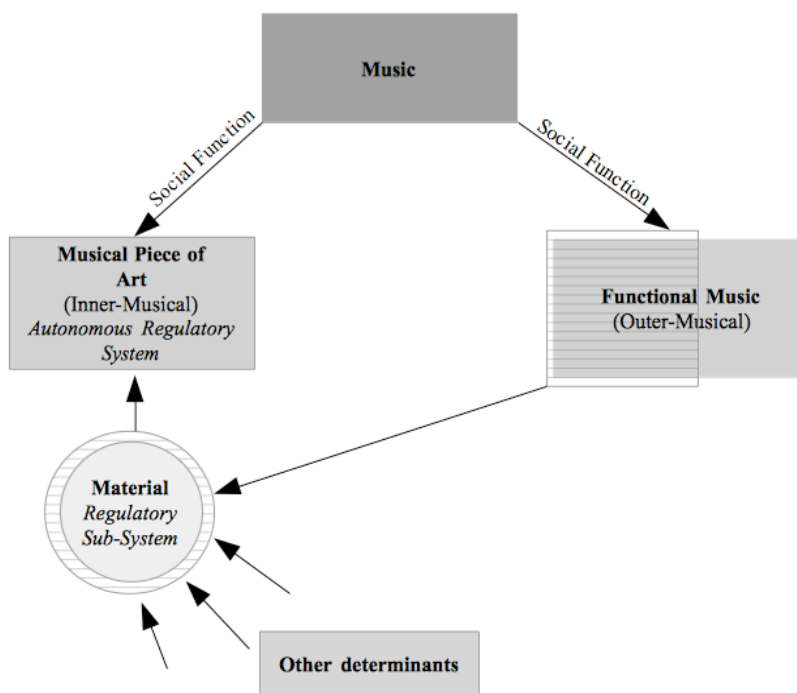 Music
Social Function
Social Function
Musical Piece of
Art
(Inner-Musical)
Autonomous Regulatory
System
Functional Music
(Outer-Musical)
Material
Regulatory
Sub-System
Other determinants